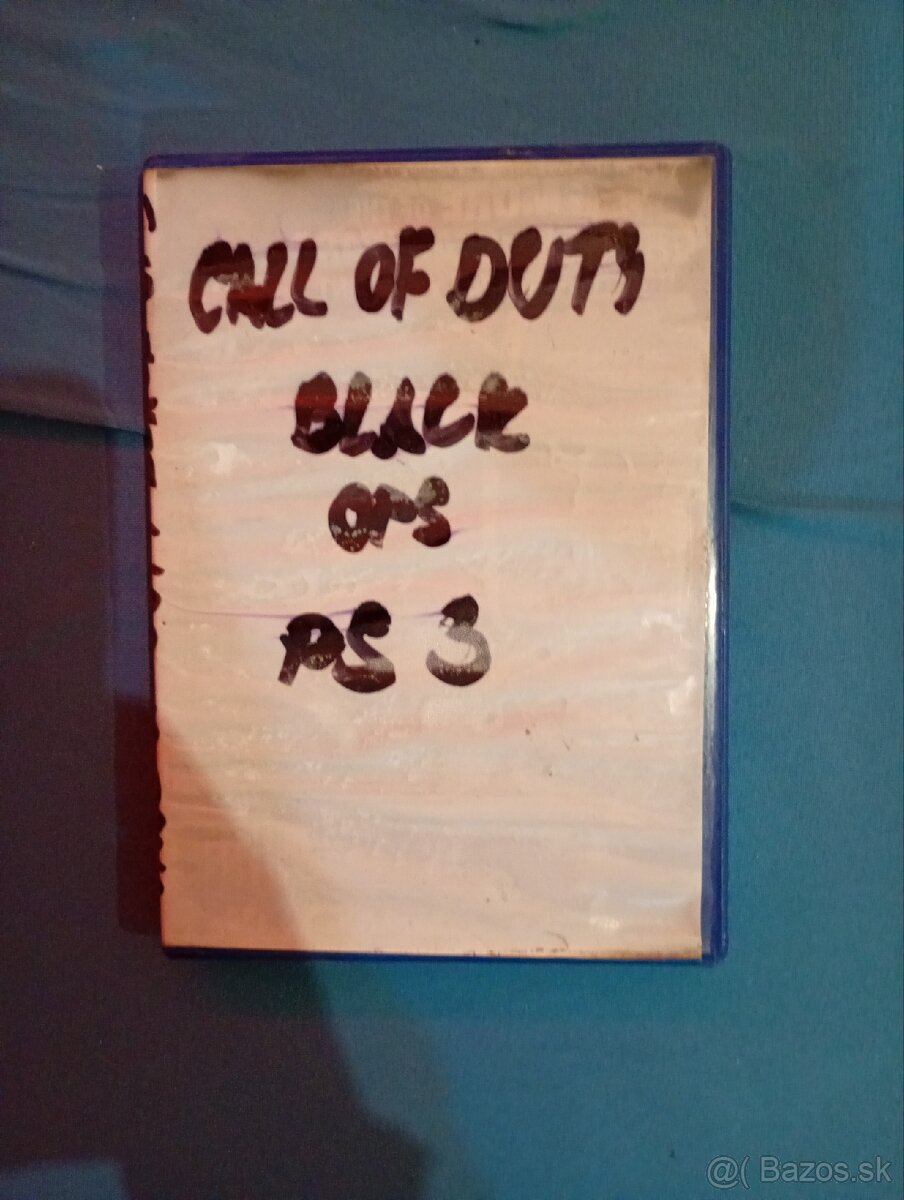 CALL OF DUTY
BLACK
OPS
PS 3
@( Bazos.sk